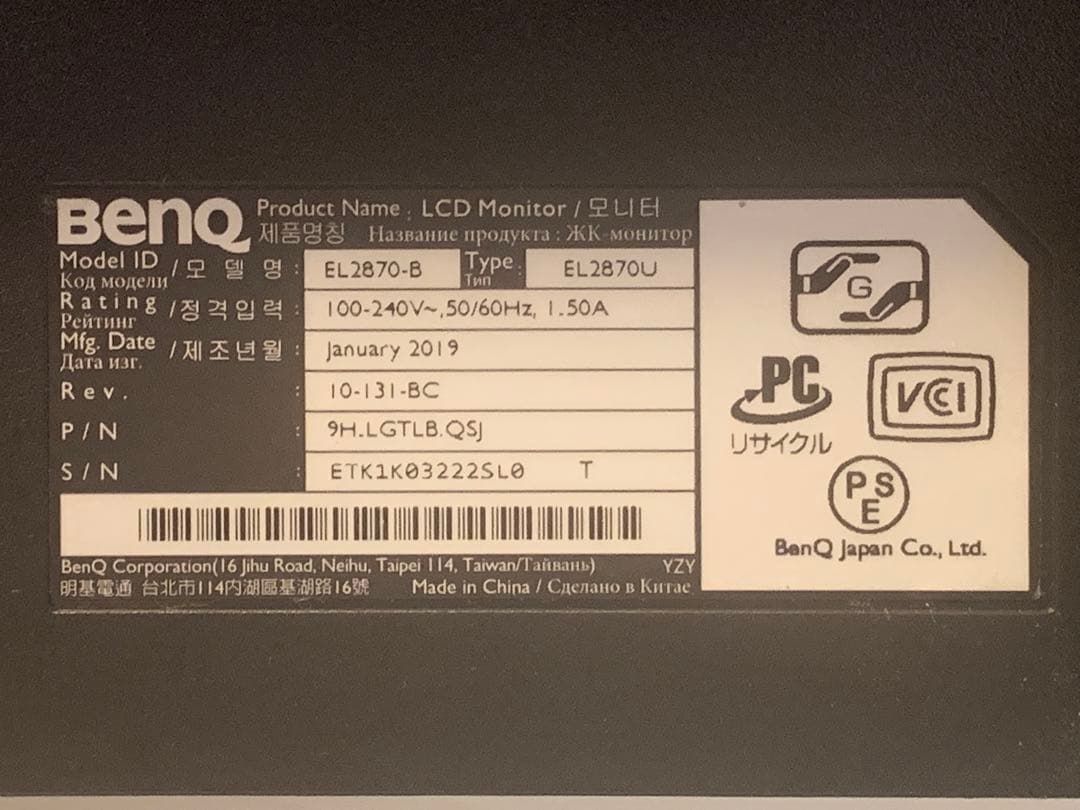 BenQ
Product Name : LCD Monitor / 모니터
제품명칭 Название продукта : ЖК-монитор
Model ID / 모 델 명 : EL2870-B Type : EL2870U
Код модели Тип
Rating / 정격입력 : 100-240V~,50/60Hz, 1.50A
Рейтинг
Mfg. Date / 제조년월 : January 2019
Дата изг.
Rev. : 10-131-BC
P/N : 9H.LGTLB.QSJ
S/N : ETK1K03222SL0 T
BenQ Corporation(16 Jihu Road, Neihu, Taipei 114, Taiwan/Тайвань) YZY
明基電通 台北市114內湖區基湖路16號 Made in China / Сделано в Китае
G
PC
リサイクル
VCCI
PSE
BenQ Japan Co., Ltd.